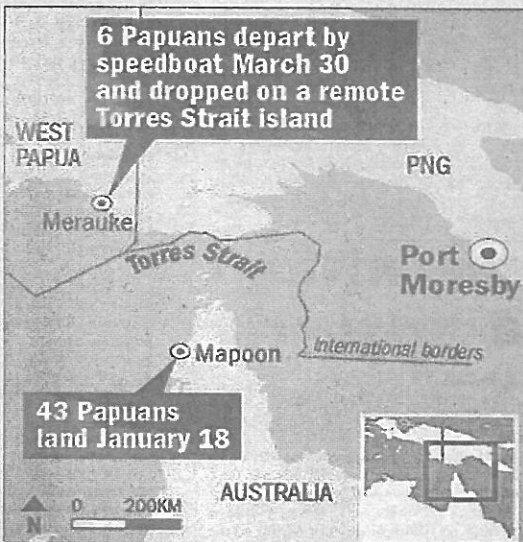 6 Papuans depart by
speedboat March 30
and dropped on a remote
Torres Strait island
WEST
PAPUA
PNG
Merauke
Torres Strait
Port
Moresby
Mapoon
International borders
43 Papuans
land January 18
AUSTRALIA
0 200KM
N